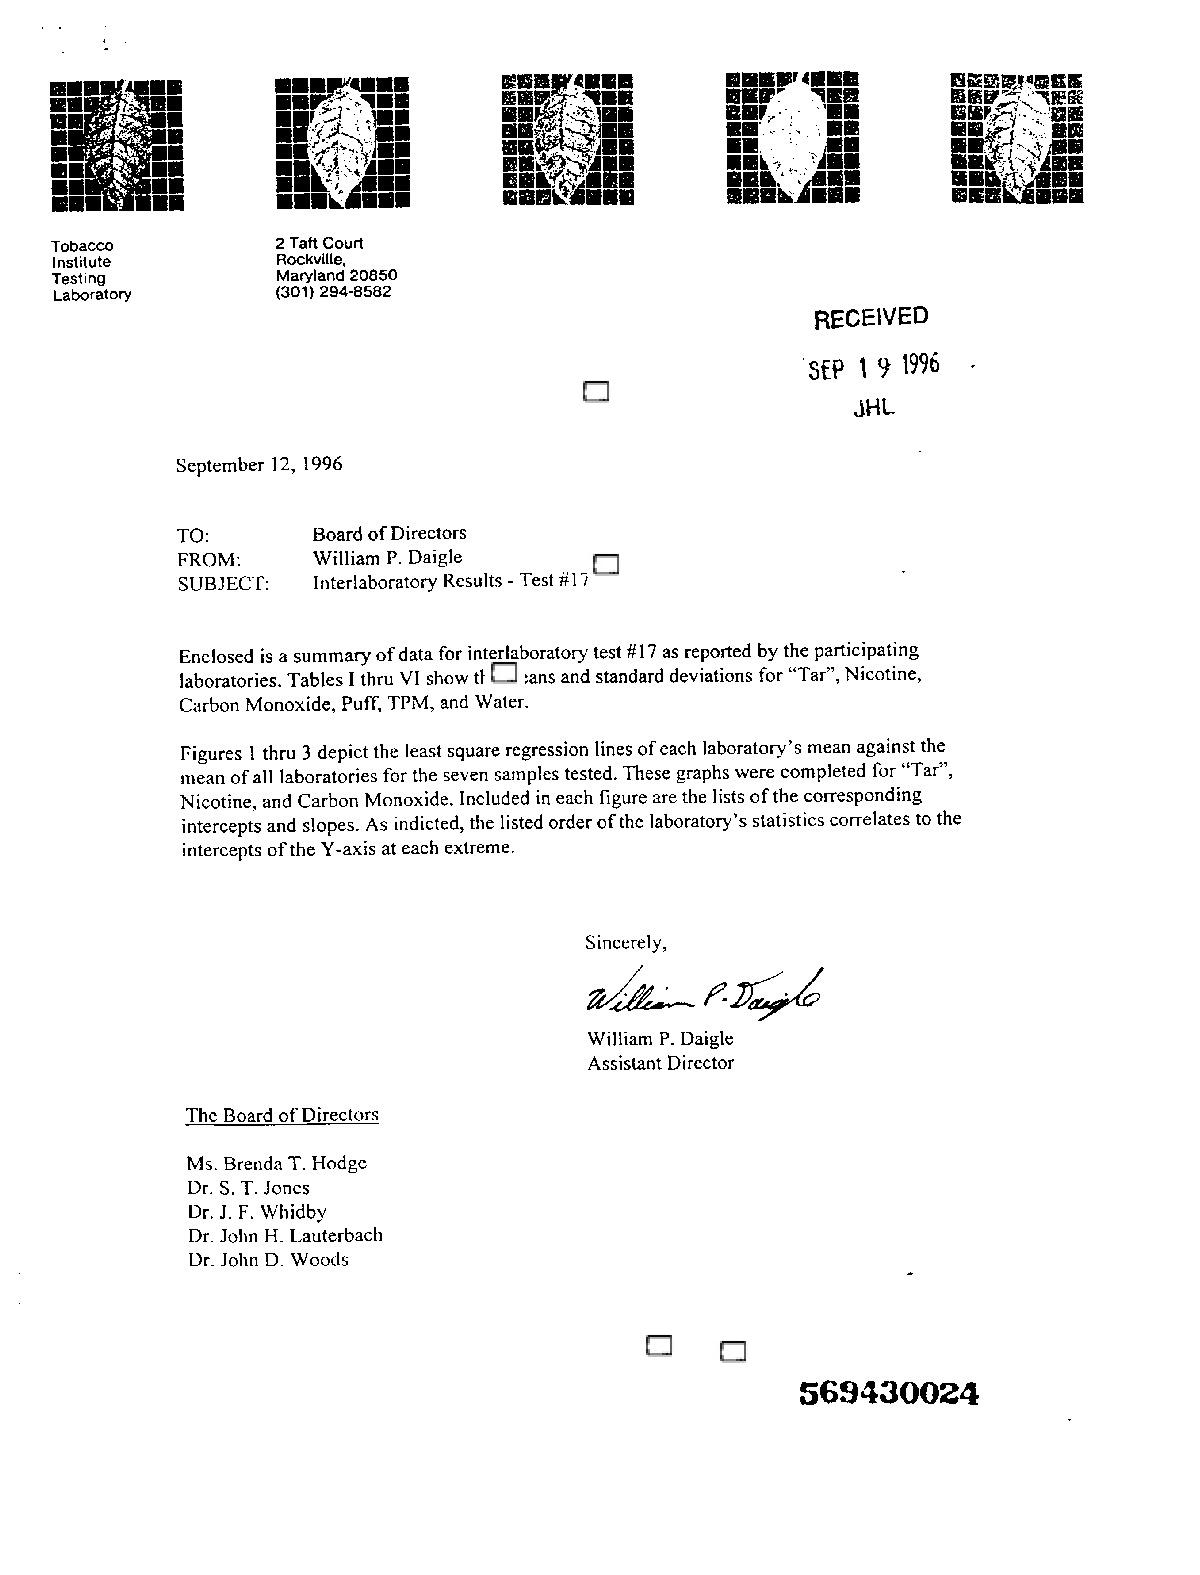 Tobacco
Institute
Testing
Laboratory
2 Taft Court
Rockville,
Maryland 20850
(301) 294-8582
RECEIVED
SEP 19 1996
JHL
September 12, 1996
TO: Board of Directors
FROM: William P. Daigle
SUBJECT: Interlaboratory Results - Test #17
Enclosed is a summary of data for interlaboratory test #17 as reported by the participating
laboratories. Tables I thru VI show and standard deviations for “Tar”, Nicotine,
Carbon Monoxide, Puff, TPM, and Water.
Figures 1 thru 3 depict the least square regression lines of each laboratory’s mean against the
mean of all laboratories for the seven samples tested. These graphs were completed for “Tar”,
Nicotine, and Carbon Monoxide. Included in each figure are the lists of the corresponding
intercepts and slopes. As indicted, the listed order of the laboratory’s statistics correlates to the
intercepts of the Y-axis at each extreme.
Sincerely,
William P. Daigle
William P. Daigle
Assistant Director
The Board of Directors
Ms. Brenda T. Hodge
Dr. S. T. Jones
Dr. J. F. Whidby
Dr. John H. Lauterbach
Dr. John D. Woods
569430024